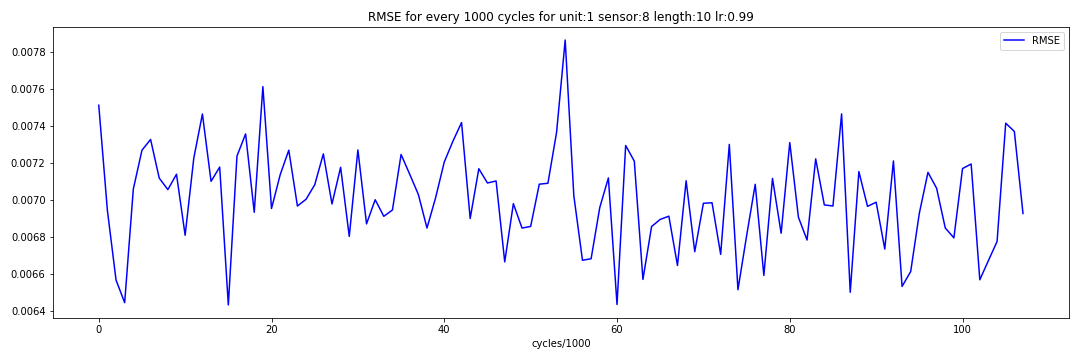 RMSE for every 1000 cycles for unit:1 sensor:8 length:10 lr:0.99
RMSE
0.0078
0.0076
0.0074
0.0072
0.0070
0.0068
0.0066
0.0064
0 20 40 60 80 100
cycles/1000